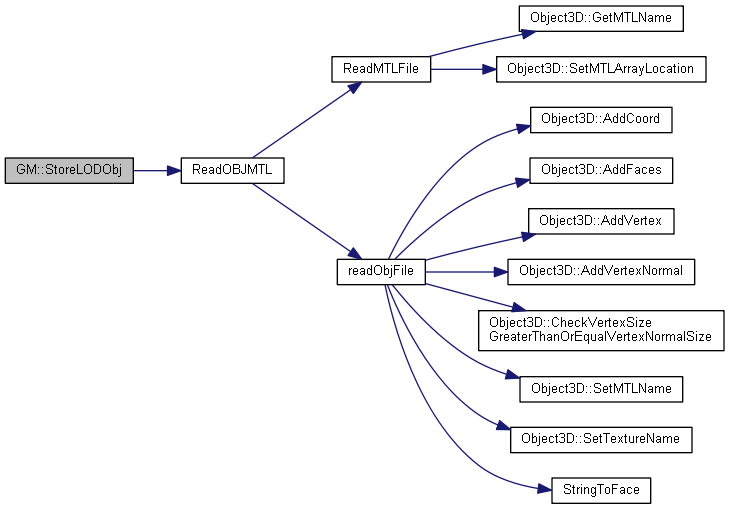 GM::StoreLODObj
ReadOBJMTL
ReadMTLFile
Object3D::GetMTLName
Object3D::SetMTLArrayLocation
readObjFile
Object3D::AddCoord
Object3D::AddFaces
Object3D::AddVertex
Object3D::AddVertexNormal
Object3D::CheckVertexSize
GreaterThanOrEqualVertexNormalSize
Object3D::SetMTLName
Object3D::SetTextureName
StringToFace